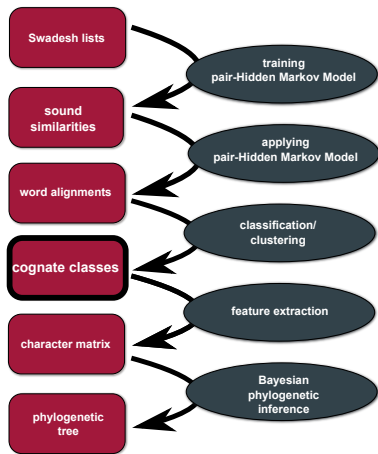 Swadesh lists
training
pair-Hidden Markov Model
sound
similarities
applying
pair-Hidden Markov Model
word alignments
classification/
clustering
cognate classes
feature extraction
character matrix
Bayesian
phylogenetic
inference
phylogenetic
tree